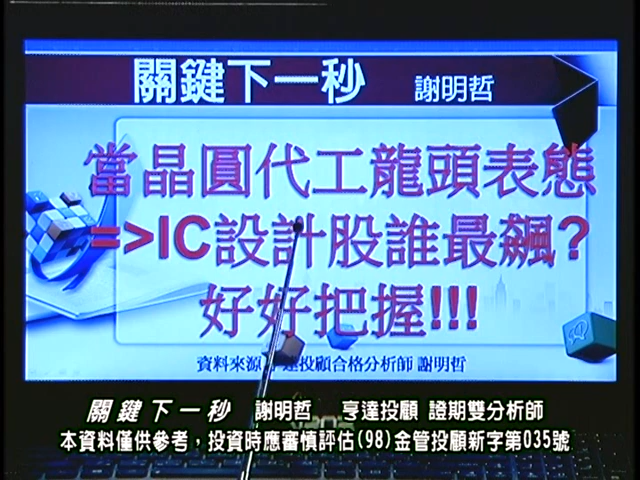 關鍵下一秒 謝明哲
當晶圓代工龍頭表態
=>IC設計股誰最飆?
好好把握!!!
資料來源 達投顧合格分析師 謝明哲
關鍵下一秒 謝明哲 亨達投顧 證期雙分析師
本資料僅供參考，投資時應審慎評估(98)金管投顧新字第035號